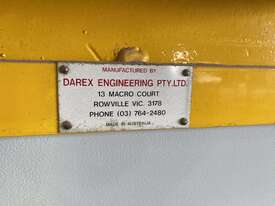 MANUFACTURED BY
DAREX ENGINEERING PTY. LTD.
13 MACRO COURT
ROWVILLE VIC. 3178
PHONE (03) 764-2480
MADE IN AUSTRALIA